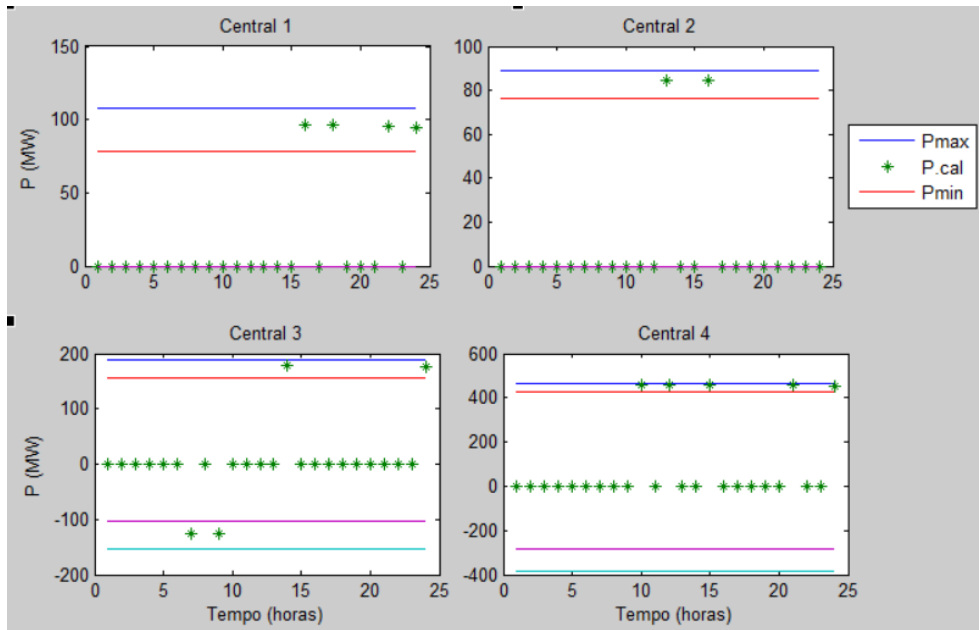 Central 1
150
100
50
0
P (MW)
0 5 10 15 20 25
Central 2
100
80
60
40
20
0
0 5 10 15 20 25
Pmax
P.cal
Pmin
Central 3
200
100
0
-100
-200
P (MW)
0 5 10 15 20 25
Tempo (horas)
Central 4
600
400
200
0
-200
-400
0 5 10 15 20 25
Tempo (horas)